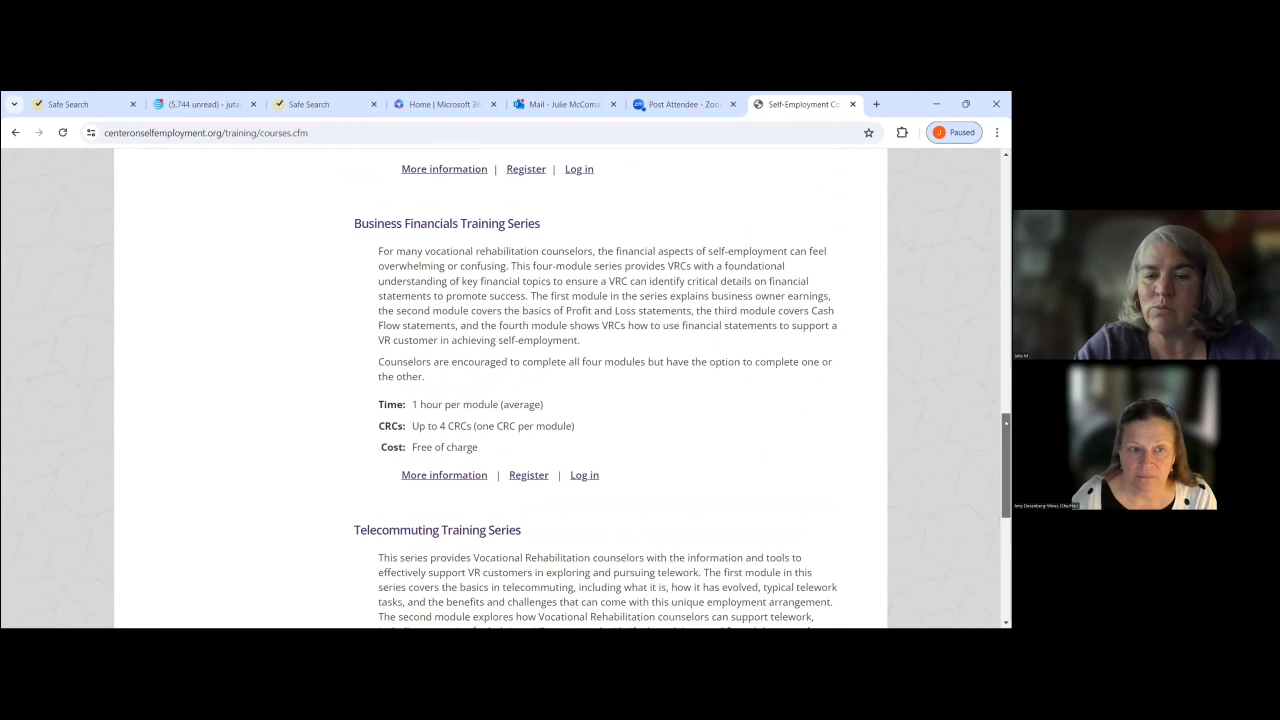 Safe Search
(5,744 unread) - juta
Safe Search
Home | Microsoft 36
Mail - Julie McComa
Post Attendee - Zoo
Self-Employment Co
centeronselfemployment.org/training/courses.cfm
J Paused
More information | Register | Log in
Business Financials Training Series
For many vocational rehabilitation counselors, the financial aspects of self-employment can feel
overwhelming or confusing. This four-module series provides VRCs with a foundational
understanding of key financial topics to ensure a VRC can identify critical details on financial
statements to promote success. The first module in the series explains business owner earnings,
the second module covers the basics of Profit and Loss statements, the third module covers Cash
Flow statements, and the fourth module shows VRCs how to use financial statements to support a
VR customer in achieving self-employment.
Counselors are encouraged to complete all four modules but have the option to complete one or
the other.
Time: 1 hour per module (average)
CRCs: Up to 4 CRCs (one CRC per module)
Cost: Free of charge
More information | Register | Log in
Telecommuting Training Series
This series provides Vocational Rehabilitation counselors with the information and tools to
effectively support VR customers in exploring and pursuing telework. The first module in this
series covers the basics in telecommuting, including what it is, how it has evolved, typical telework
tasks, and the benefits and challenges that can come with this unique employment arrangement.
The second module explores how Vocational Rehabilitation counselors can support telework,
Julie M
Amy Desenberg-Wines (She/Her)